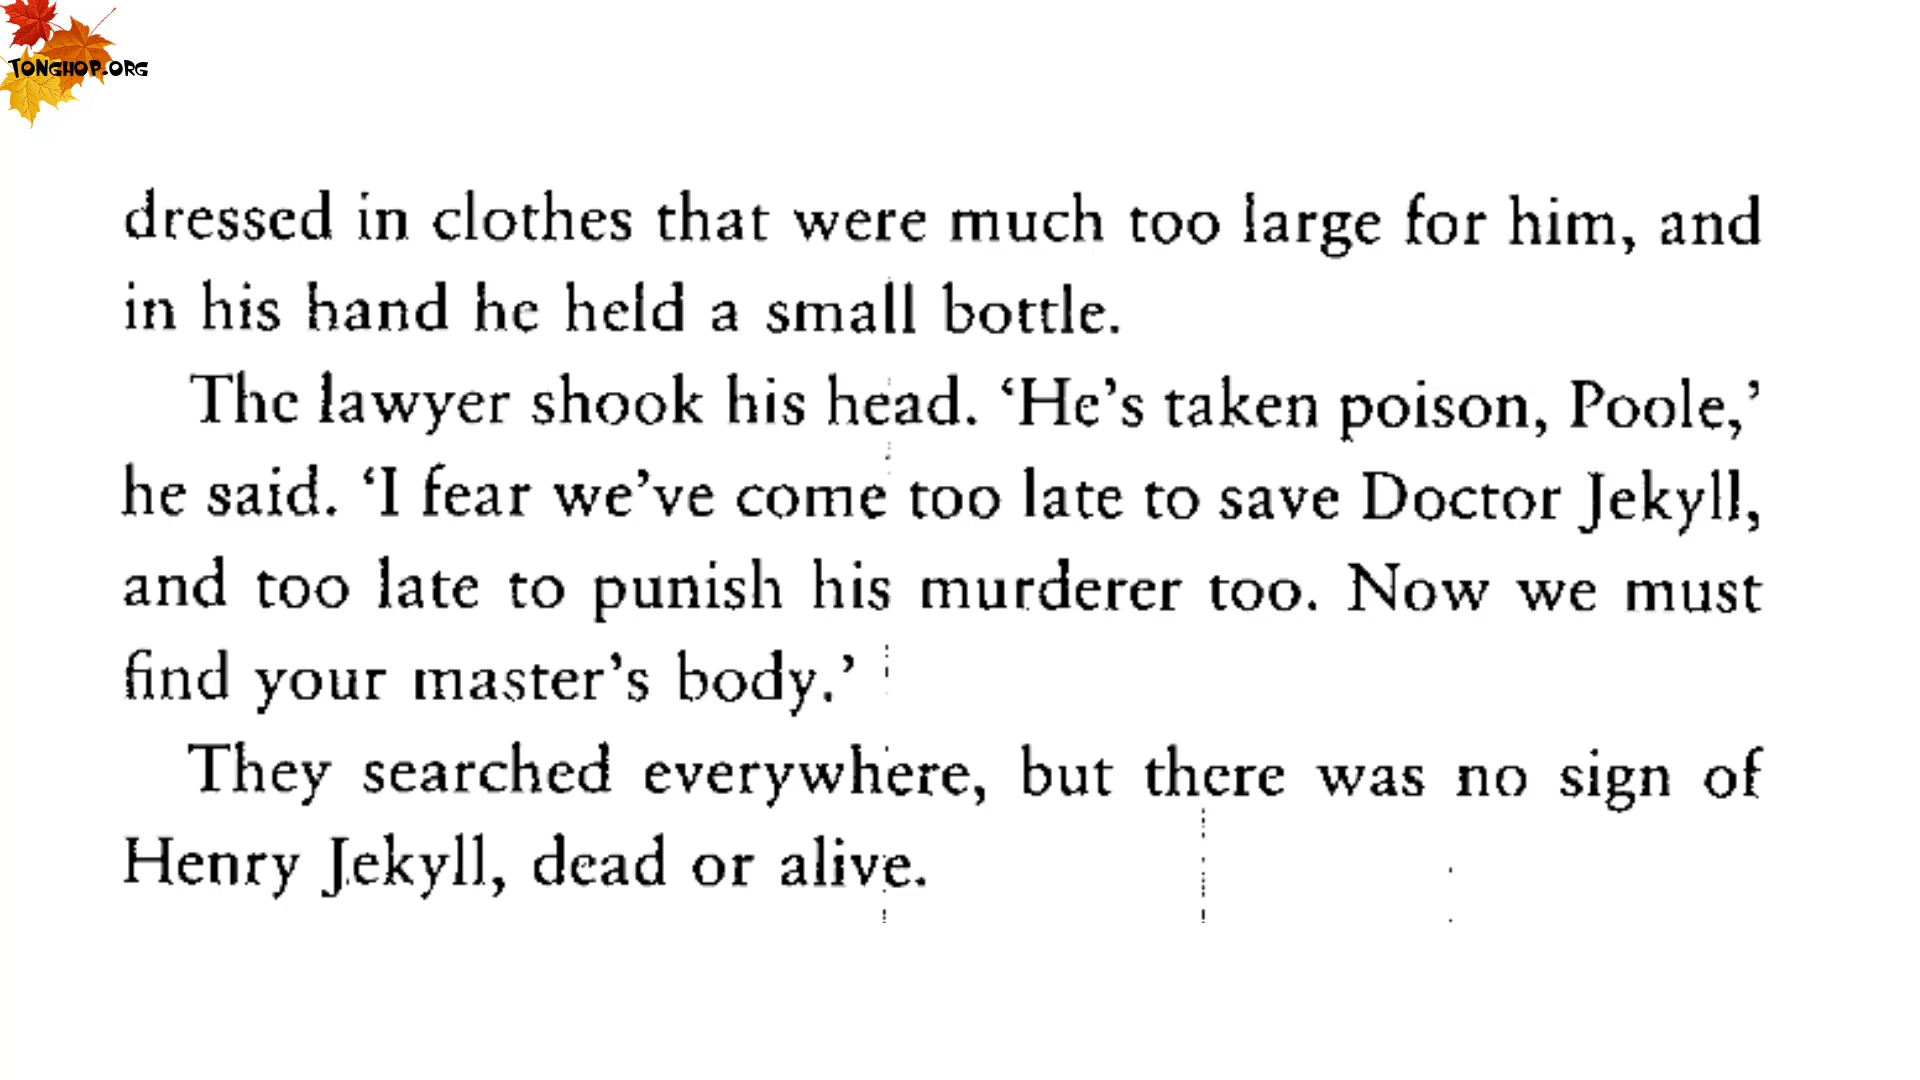 TONGHOP.ORG
dressed in clothes that were much too large for him, and
in his hand he held a small bottle.
The lawyer shook his head. ‘He’s taken poison, Poole,’
he said. ‘I fear we’ve come too late to save Doctor Jekyll,
and too late to punish his murderer too. Now we must
find your master’s body.’
They searched everywhere, but there was no sign of
Henry Jekyll, dead or alive.